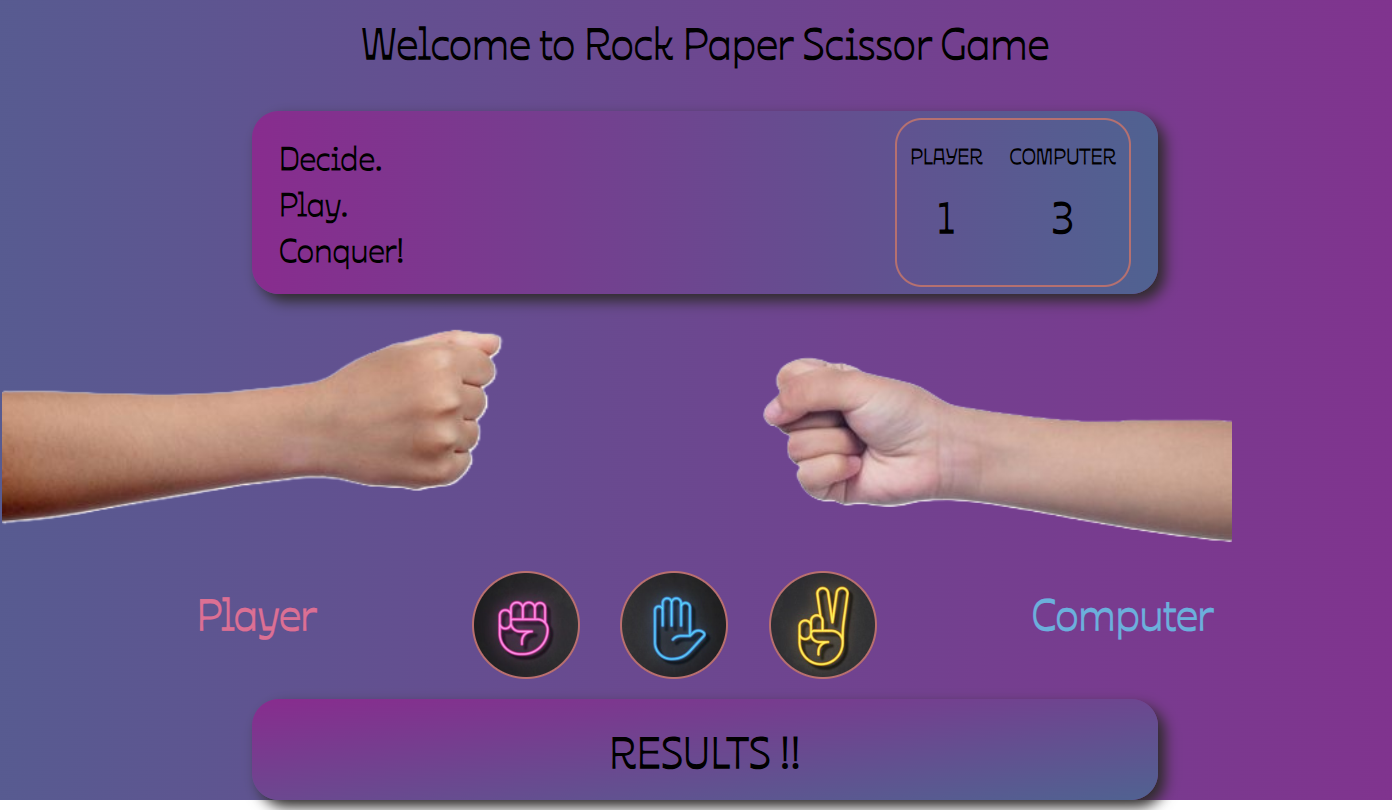 Welcome to Rock Paper Scissor Game
Decide.
Play.
Conquer!
PLAYER COMPUTER
1 3
Player
Computer
RESULTS !!